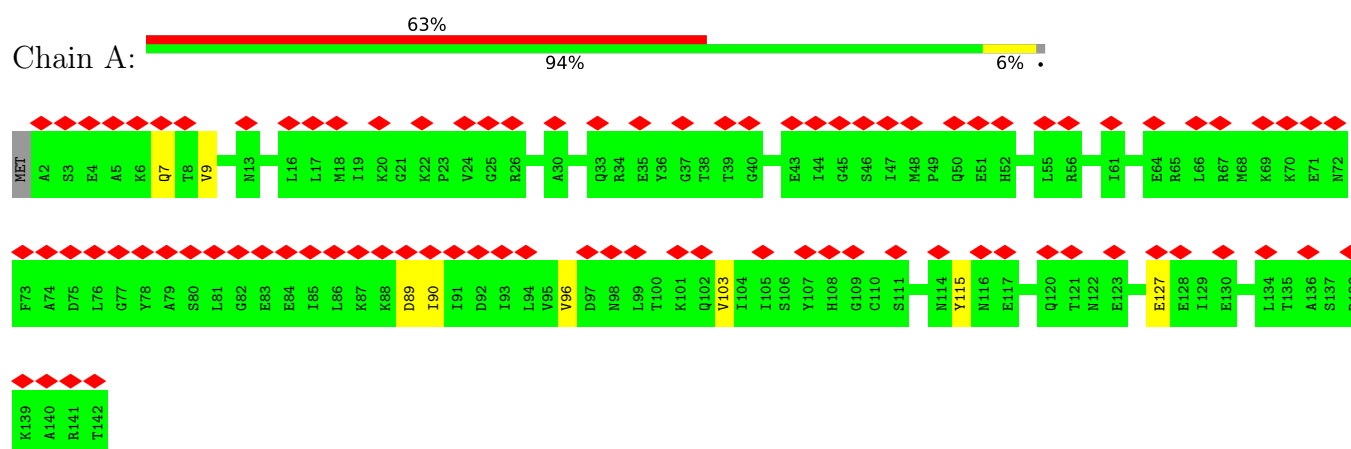 63%
Chain A:
94% 6% •
MET A2 S3 E4 A5 K6 Q7 T8 V9 N13 L16 L17 M18 I19 K20 G21 K22 P23 V24 G25 R26 A30 Q33 R34 E35 Y36 G37 T38 T39 G40 E43 I44 G45 S46 I47 M48 P49 Q50 E51 H52 L55 R56 I61 E64 R65 L66 R67 M68 K69 K70 E71 N72
F73 A74 D75 L76 G77 Y78 A79 S80 L81 G82 E83 E84 I85 L86 K87 K88 D89 I90 I91 D92 I93 L94 V95 V96 D97 N98 L99 T100 K101 Q102 V103 I104 I105 S106 Y107 H108 G109 C110 S111 N114 Y115 N116 E117 Q120 T121 N122 E123 E127 E128 I129 E130 L134 T135 A136 S137
K139 A140 R141 T142